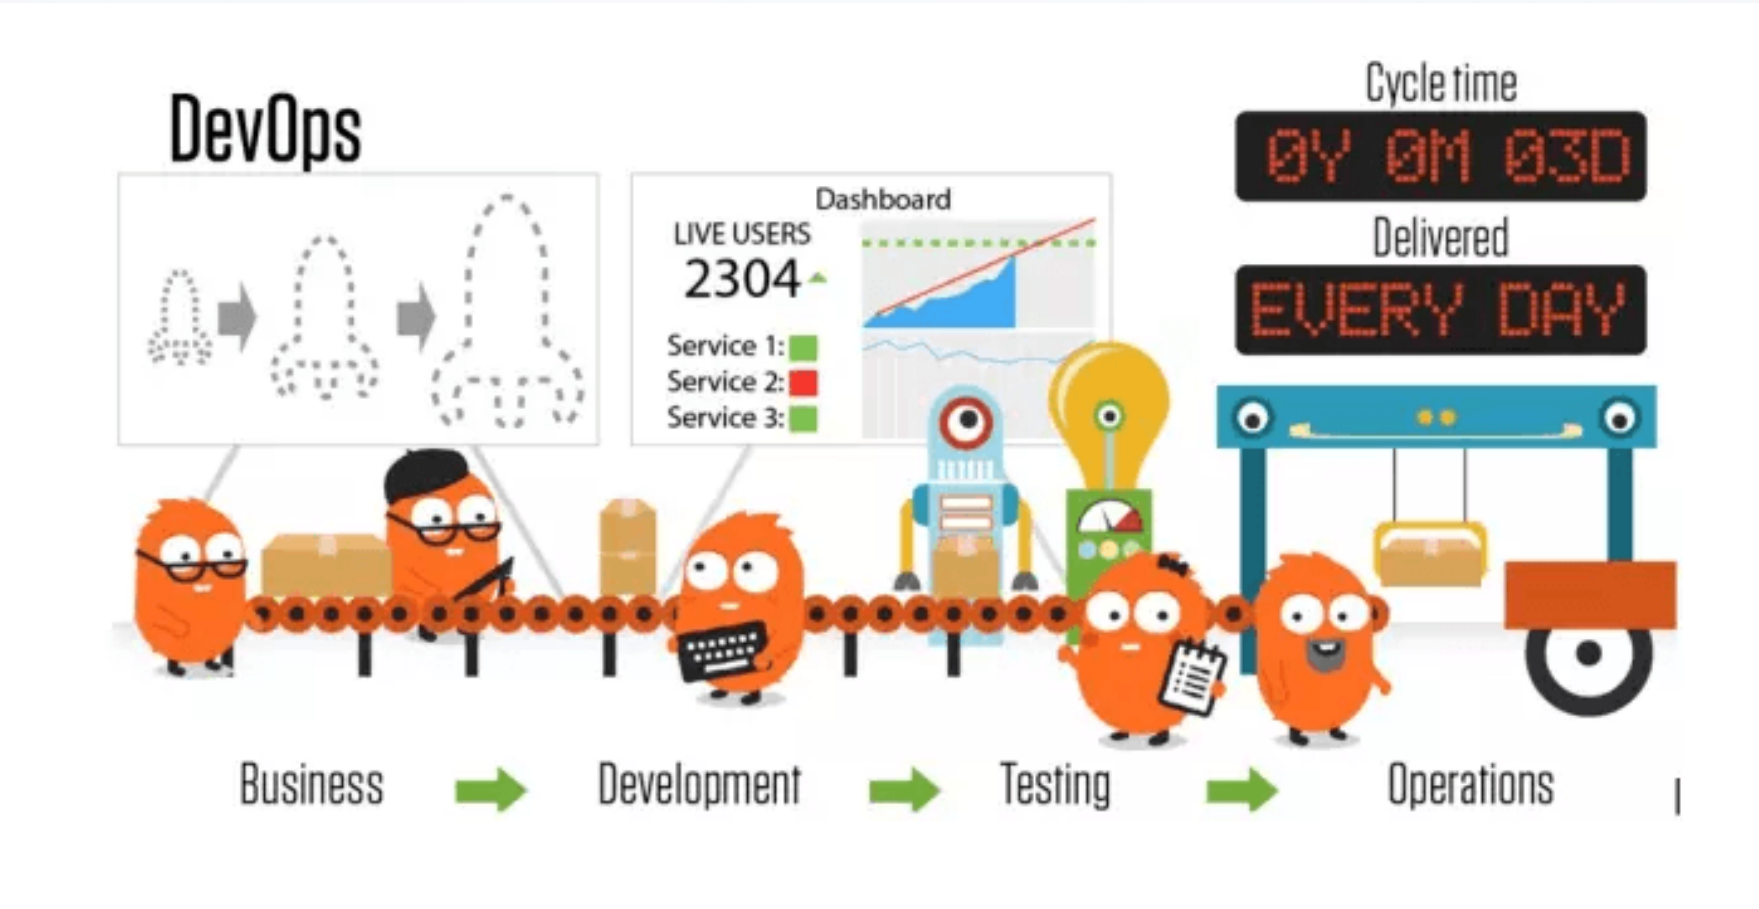 DevOps
Dashboard
LIVE USERS
2304
Service 1:
Service 2:
Service 3:
Cycle time
0Y 0M 03D
Delivered
EVERY DAY
Business
Development
Testing
Operations